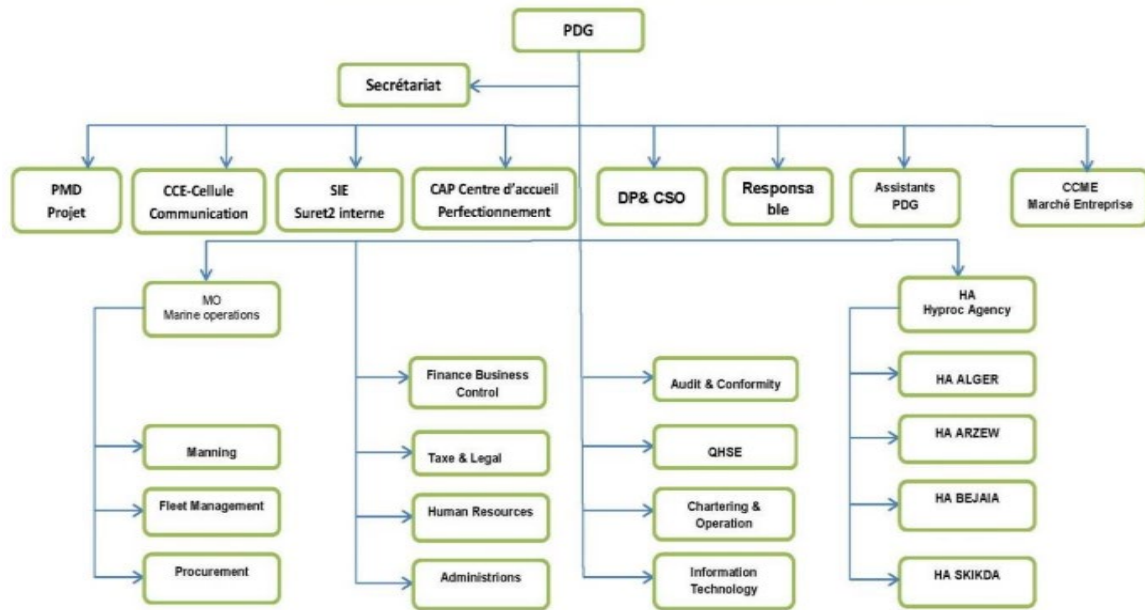 PDG
Secrétariat
PMD
Projet
CCE-Cellule
Communication
SIE
Suret2 interne
CAP Centre d'accueil
Perfectionnement
DP& CSO
Responsa
ble
Assistants
PDG
CCME
Marché Entreprise
MO
Marine operations
HA
Hyproc Agency
Finance Business
Control
Audit & Conformity
HA ALGER
Manning
Taxe & Legal
QHSE
HA ARZEW
Fleet Management
Human Resources
Chartering &
Operation
HA BEJAIA
Procurement
Administrions
Information
Technology
HA SKIKDA